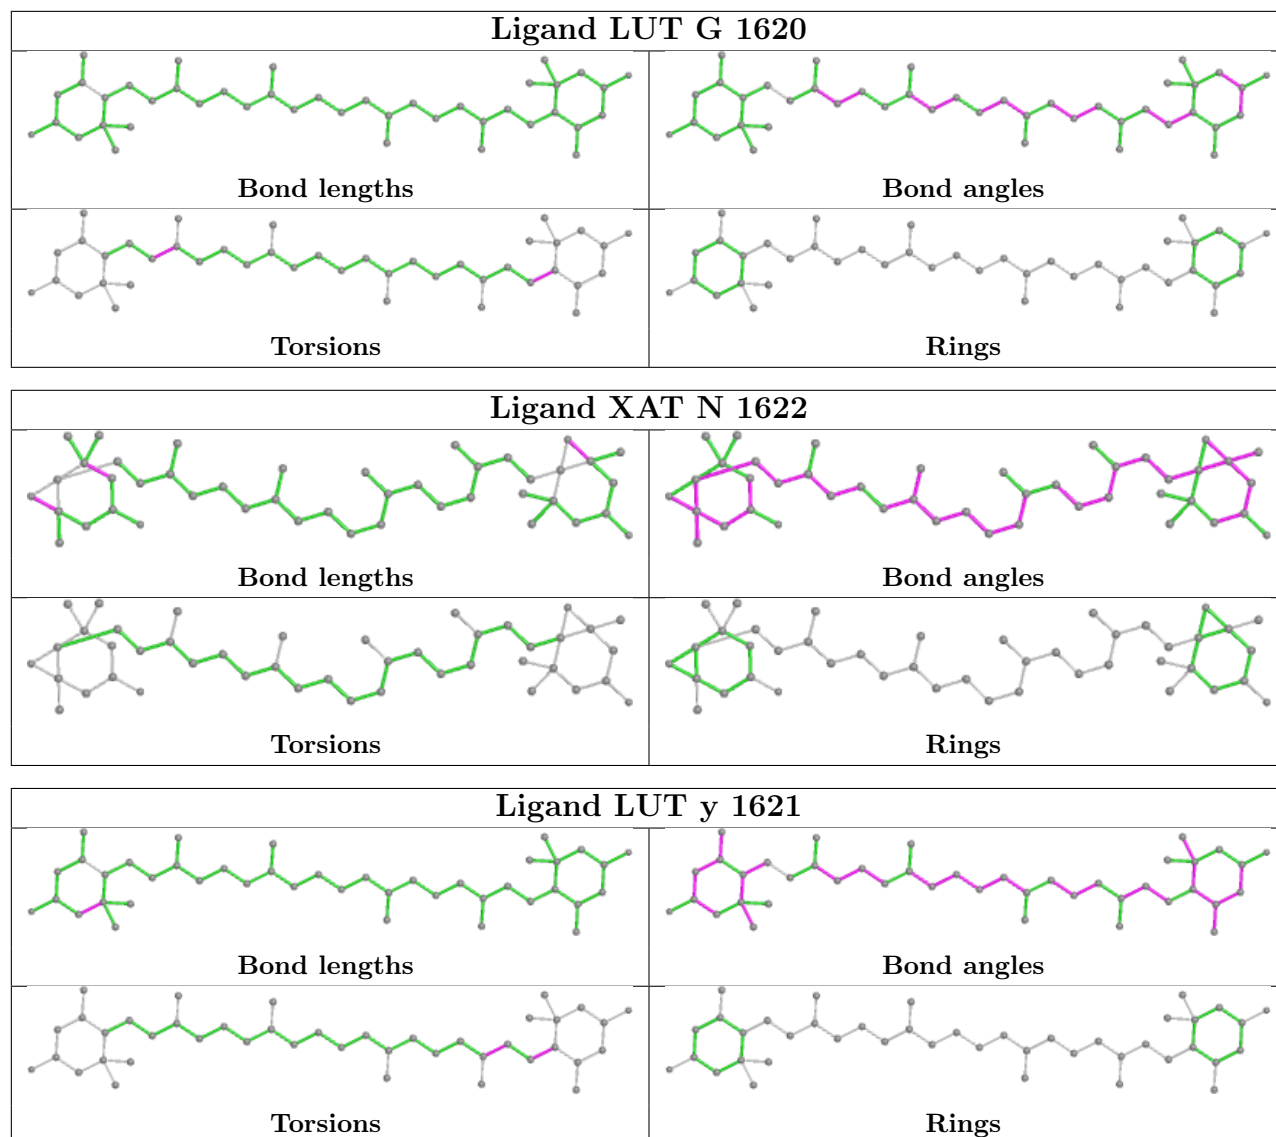 Ligand LUT G 1620
Bond lengths
Bond angles
Torsions
Rings
Ligand XAT N 1622
Bond lengths
Bond angles
Torsions
Rings
Ligand LUT y 1621
Bond lengths
Bond angles
Torsions
Rings